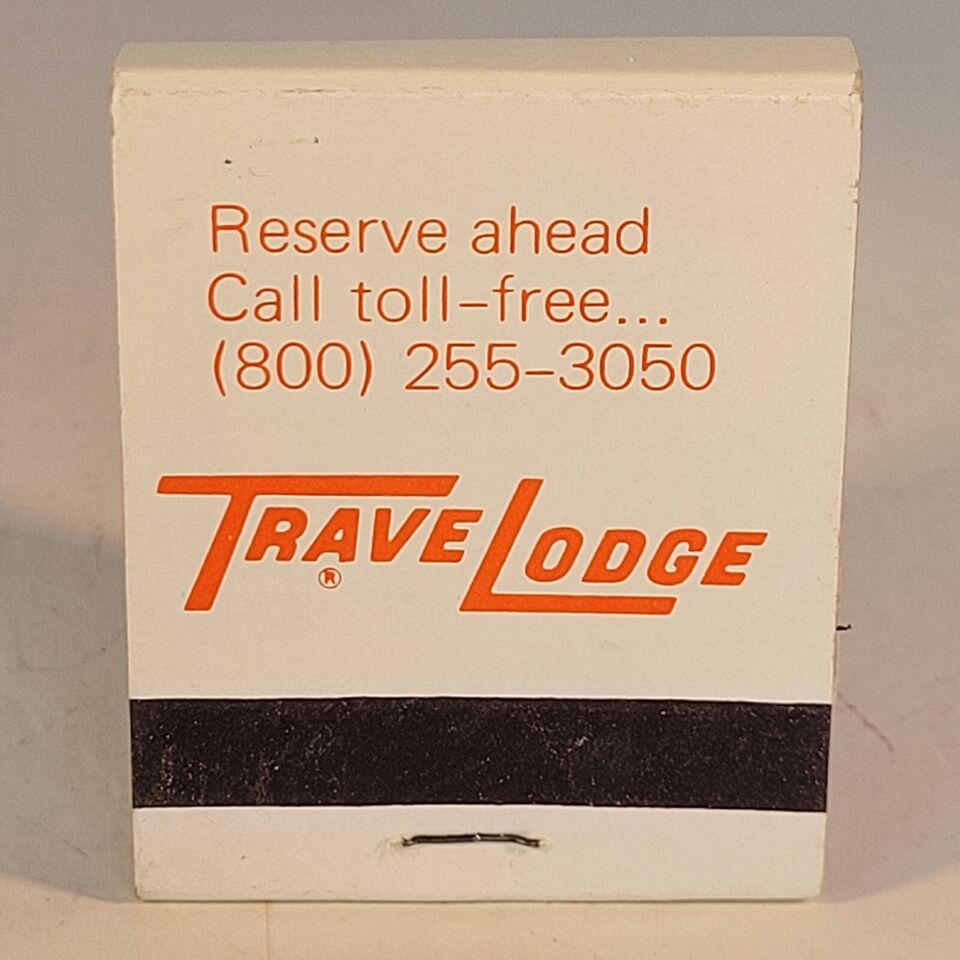 Reserve ahead
Call toll-free...
(800) 255-3050
TRAVELODGE
®